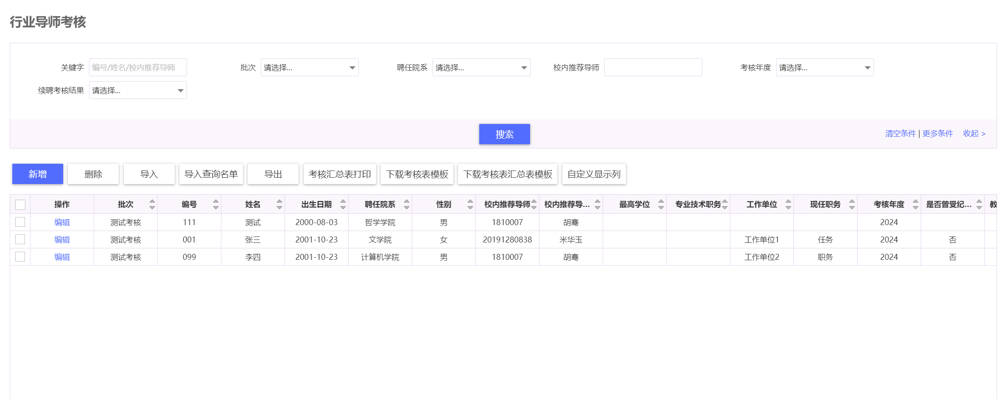 行业导师考核
关键字 编号/姓名/校内推荐导师 批次 请选择... 聘任院系 请选择... 校内推荐导师 考核年度 请选择...
续聘考核结果 请选择...
搜索 清空条件 | 更多条件 收起 >
新增 删除 导入 导入查询名单 导出 考核汇总表打印 下载考核表模板 下载考核表汇总表模板 自定义显示列
操作 批次 编号 姓名 出生日期 聘任院系 性别 校内推荐导师 校内推荐导... 最高学位 专业技术职务 工作单位 现任职务 考核年度 是否曾受纪... 教
编辑 测试考核 111 测试 2000-08-03 哲学学院 男 1810007 胡骞 2024
编辑 测试考核 001 张三 2001-10-23 文学院 女 20191280838 米华玉 工作单位1 任务 2024 否
编辑 测试考核 099 李四 2001-10-23 计算机学院 男 1810007 胡骞 工作单位2 职务 2024 否